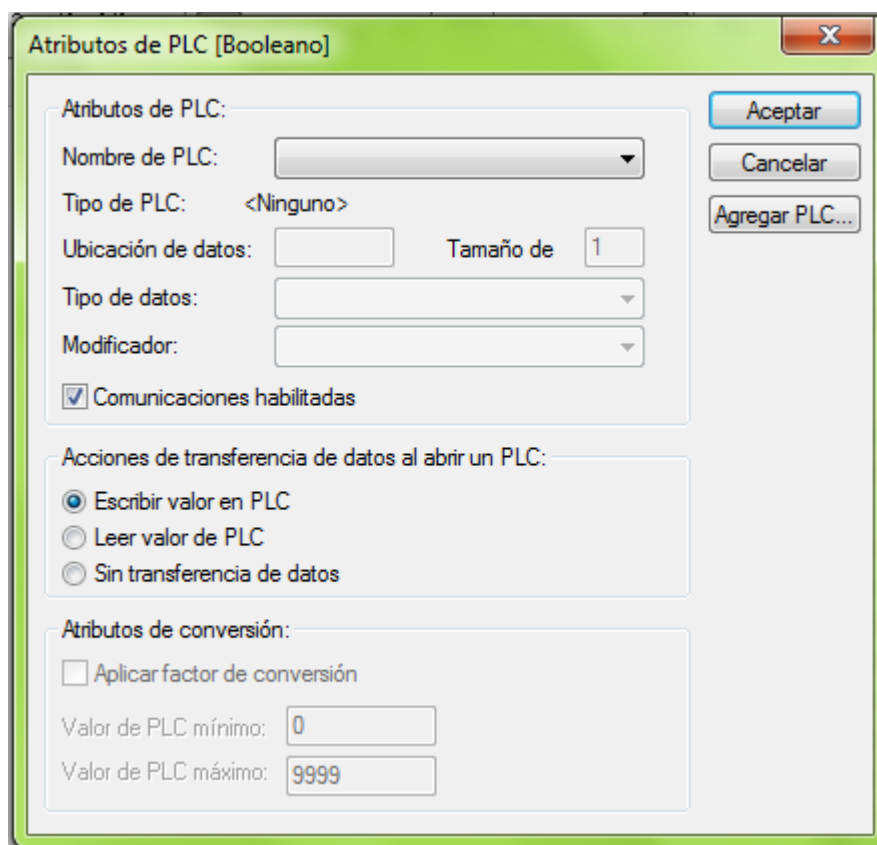 Atributos de PLC [Booleano]
Atributos de PLC:
Aceptar
Nombre de PLC:
Cancelar
Tipo de PLC: <Ninguno>
Agregar PLC...
Ubicación de datos: Tamaño de 1
Tipo de datos:
Modificador:
Comunicaciones habilitadas
Acciones de transferencia de datos al abrir un PLC:
Escribir valor en PLC
Leer valor de PLC
Sin transferencia de datos
Atributos de conversión:
Aplicar factor de conversión
Valor de PLC mínimo: 0
Valor de PLC máximo: 9999